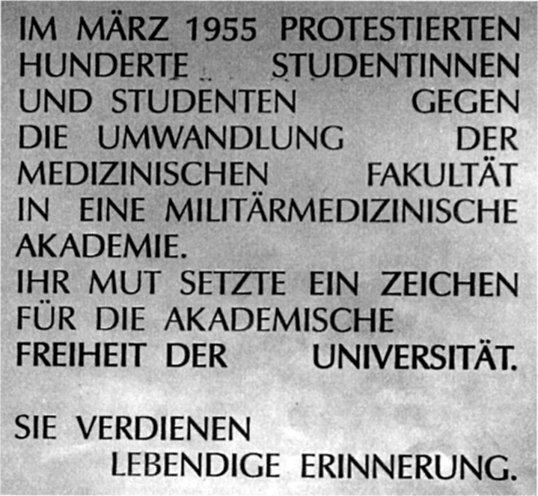 IM MÄRZ 1955 PROTESTIERTEN
HUNDERTE STUDENTINNEN
UND STUDENTEN GEGEN
DIE UMWANDLUNG DER
MEDIZINISCHEN FAKULTÄT
IN EINE MILITÄRMEDIZINISCHE
AKADEMIE.
IHR MUT SETZTE EIN ZEICHEN
FÜR DIE AKADEMISCHE
FREIHEIT DER UNIVERSITÄT.
SIE VERDIENEN
LEBENDIGE ERINNERUNG.